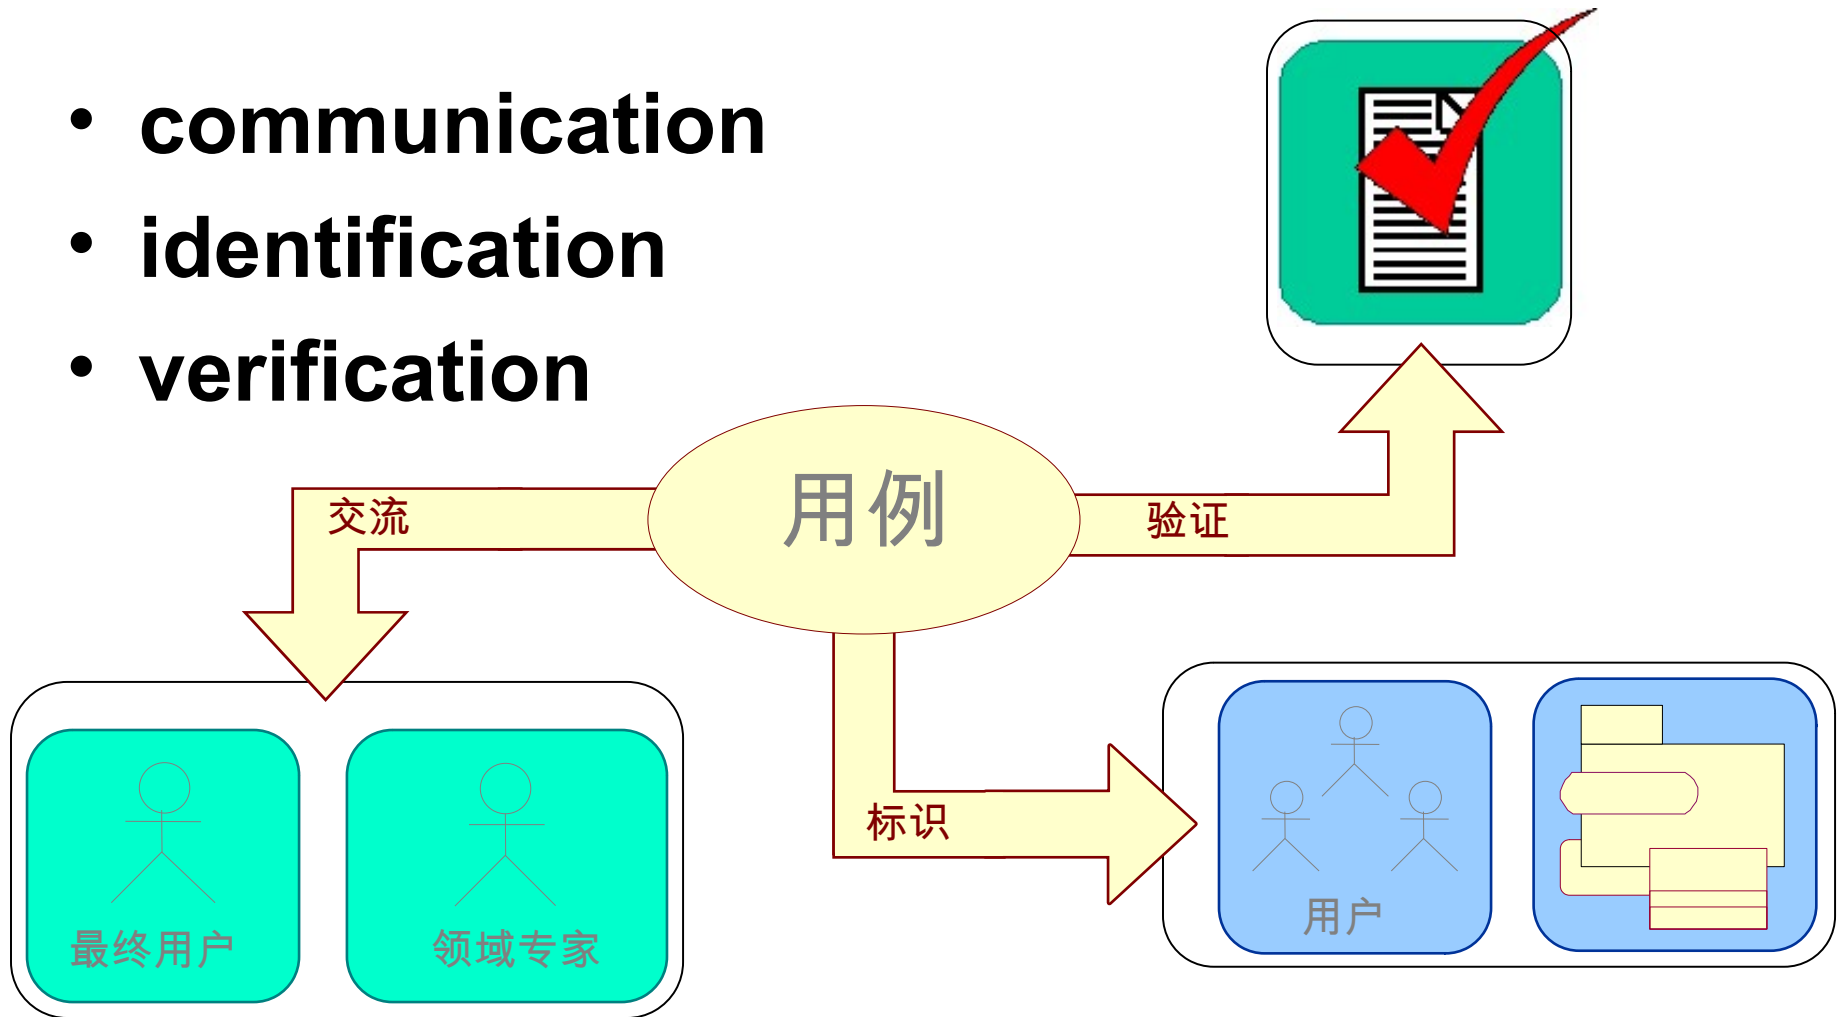 • communication
• identification
• verification
用例
交流
验证
标识
最终用户
领域专家
用户